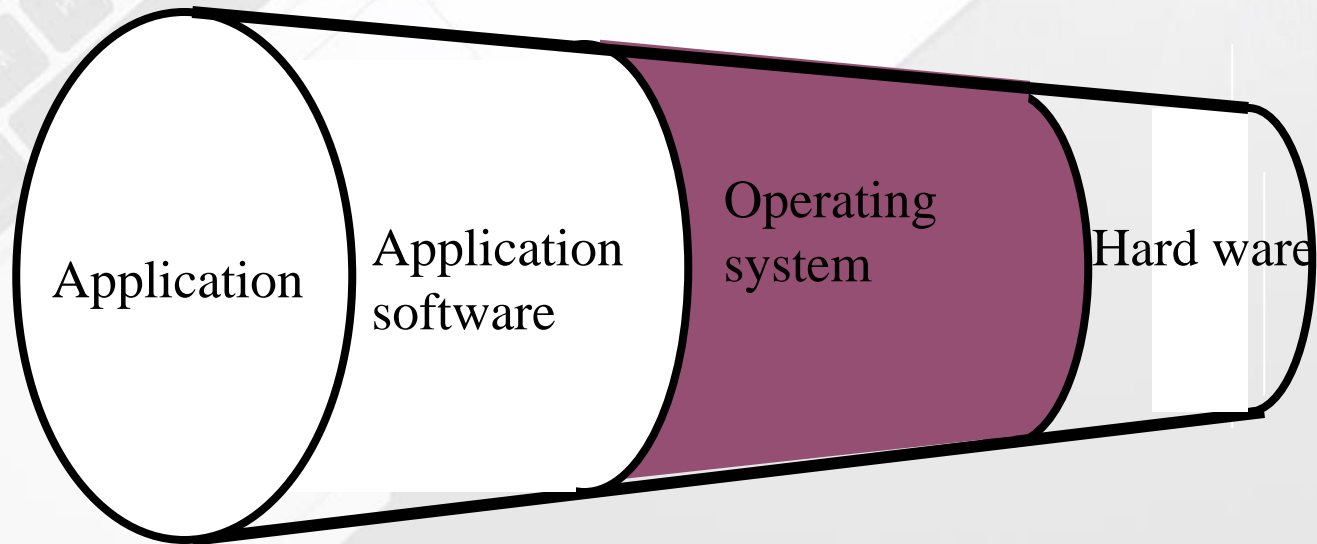 Application
Application
software
Operating
system
Hard ware